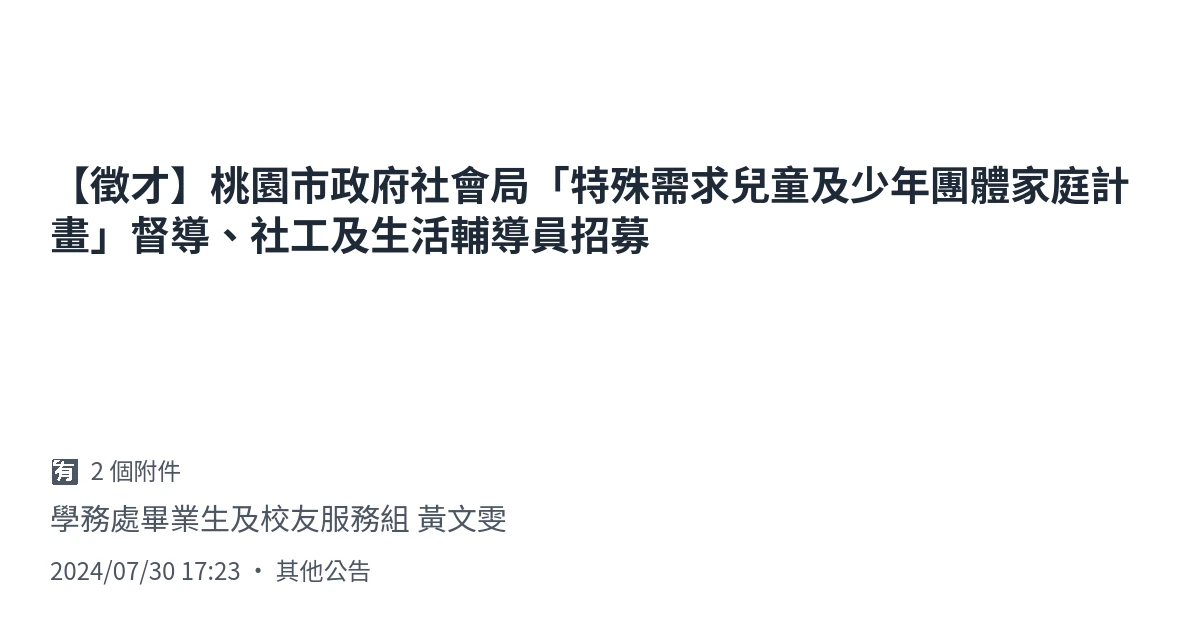 【徵才】桃園市政府社會局「特殊需求兒童及少年團體家庭計
畫」督導、社工及生活輔導員招募
有 2 個附件
學務處畢業生及校友服務組 黃文雯
2024/07/30 17:23 · 其他公告